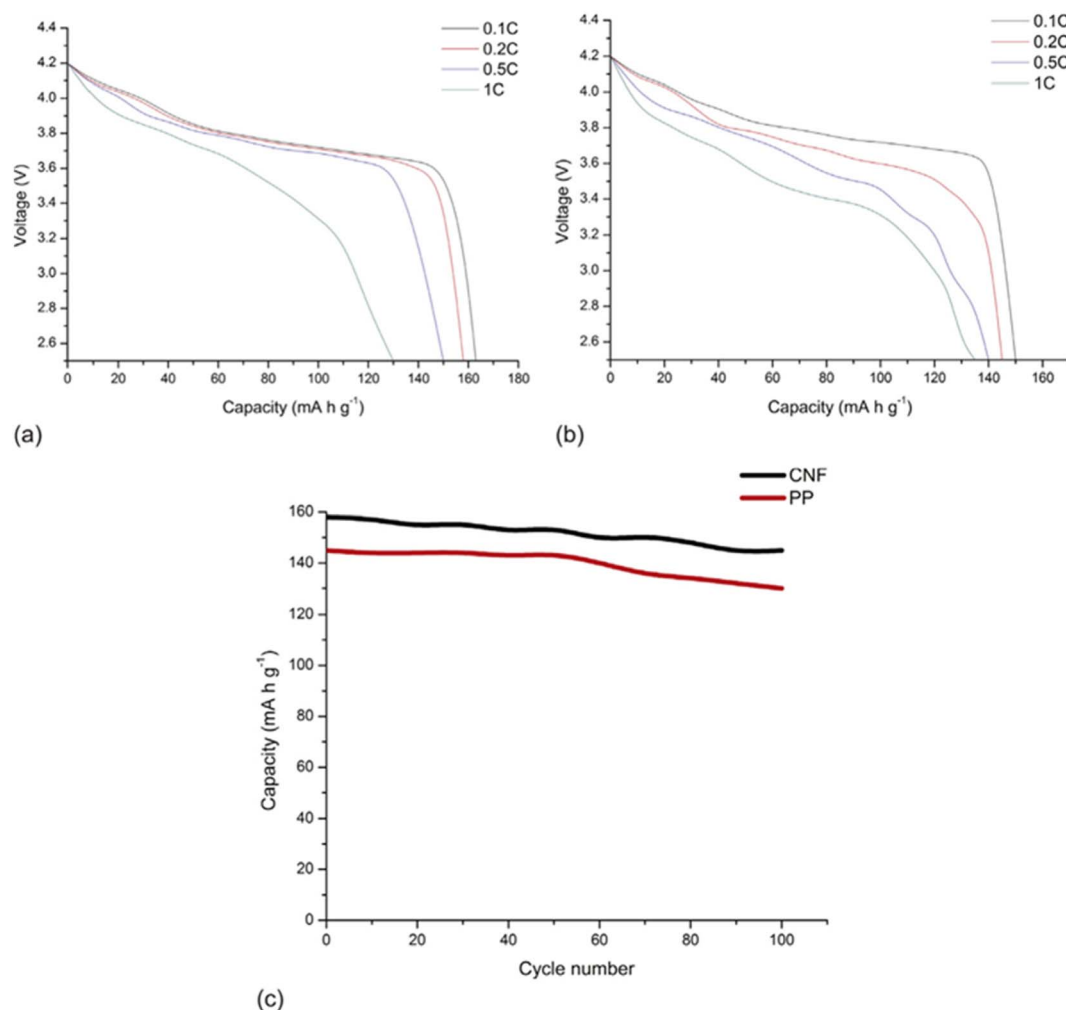 4.4
4.2
4.0
3.8
3.6
3.2
3.0
2.8
2.6
Voltage (V)
0 20 40 60 80 100 120 140 160 180
Capacity (mA h g⁻¹)
0.1C
0.2C
0.5C
1C
(a)
4.4
4.2
4.0
3.8
3.6
3.4
3.2
3.0
2.8
2.6
Voltage (V)
0 20 40 60 80 100 120 140 160
Capacity (mA h g⁻¹)
0.1C
0.2C
0.5C
1C
(b)
CNF
PP
160
140
120
100
80
60
40
20
0
Capacity (mA h g⁻¹)
0 20 40 60 80 100
Cycle number
(c)